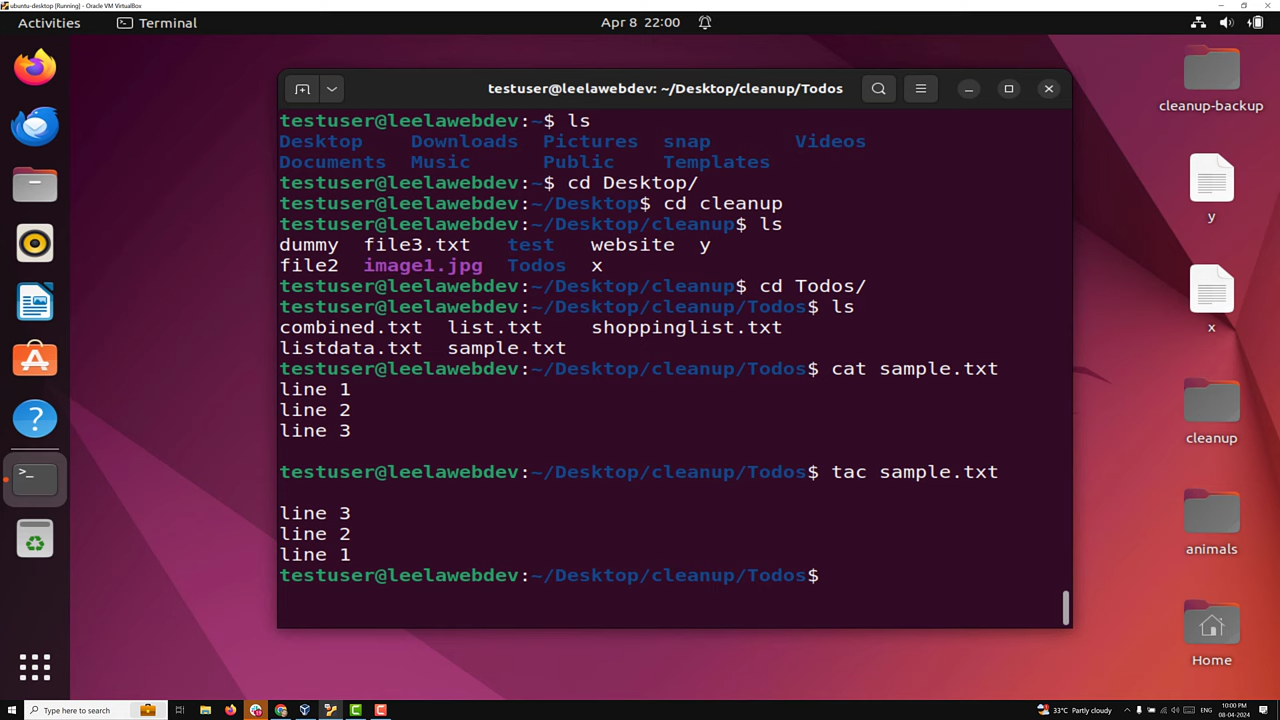 ubuntu-desktop [Running] - Oracle VM VirtualBox
Activities
Terminal
Apr 8 22:00
testuser@leelawebdev: ~/Desktop/cleanup/Todos
testuser@leelawebdev:~$ ls
Desktop Downloads Pictures snap Videos
Documents Music Public Templates
testuser@leelawebdev:~$ cd Desktop/
testuser@leelawebdev:~/Desktop$ cd cleanup
testuser@leelawebdev:~/Desktop/cleanup$ ls
dummy file3.txt test website y
file2 image1.jpg Todos x
testuser@leelawebdev:~/Desktop/cleanup$ cd Todos/
testuser@leelawebdev:~/Desktop/cleanup/Todos$ ls
combined.txt list.txt shoppinglist.txt
listdata.txt sample.txt
testuser@leelawebdev:~/Desktop/cleanup/Todos$ cat sample.txt
line 1
line 2
line 3
testuser@leelawebdev:~/Desktop/cleanup/Todos$ tac sample.txt
line 3
line 2
line 1
testuser@leelawebdev:~/Desktop/cleanup/Todos$
cleanup-backup
y
x
cleanup
animals
Home
Type here to search
33°C Partly cloudy
ENG
10:00 PM
08-04-2024